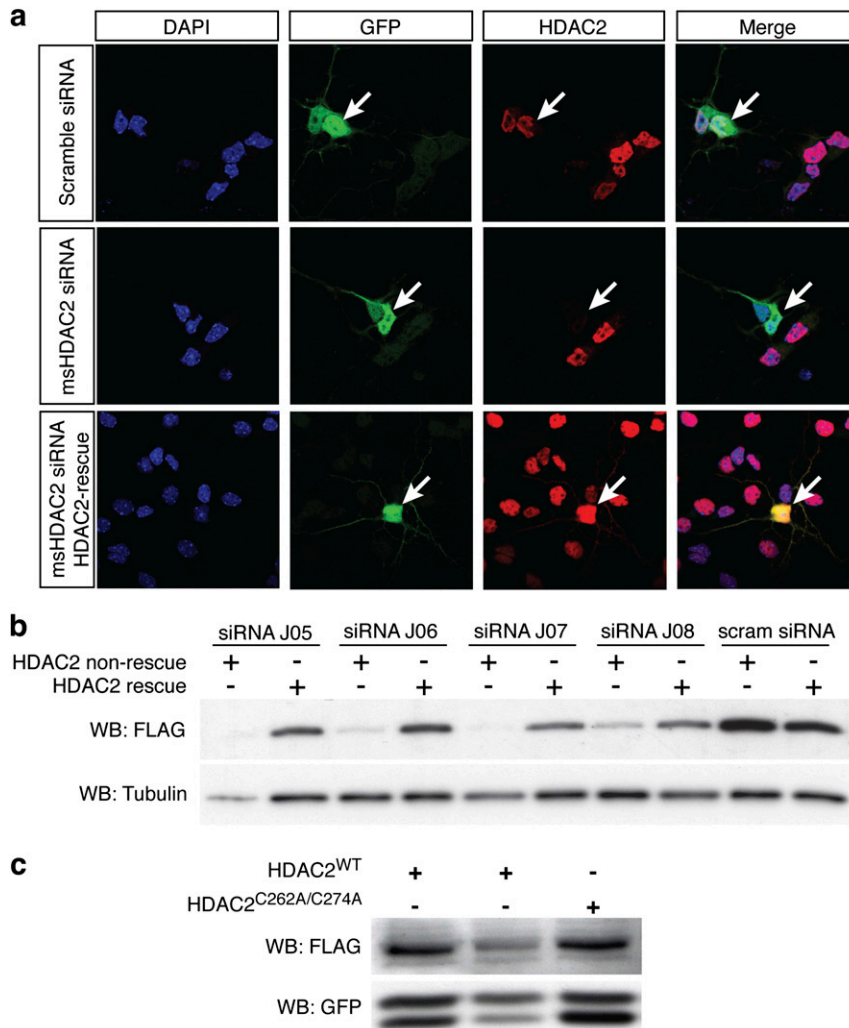 a
DAPI GFP HDAC2 Merge
Scramble siRNA
msHDAC2 siRNA
msHDAC2 siRNA
HDAC2-rescue
b
siRNA J05 siRNA J06 siRNA J07 siRNA J08 scram siRNA
HDAC2 non-rescue + - + - + - + - + -
HDAC2 rescue - + - + - + - + - +
WB: FLAG
WB: Tubulin
c
HDAC2WT + + -
HDAC2C262A/C274A - - +
WB: FLAG
WB: GFP